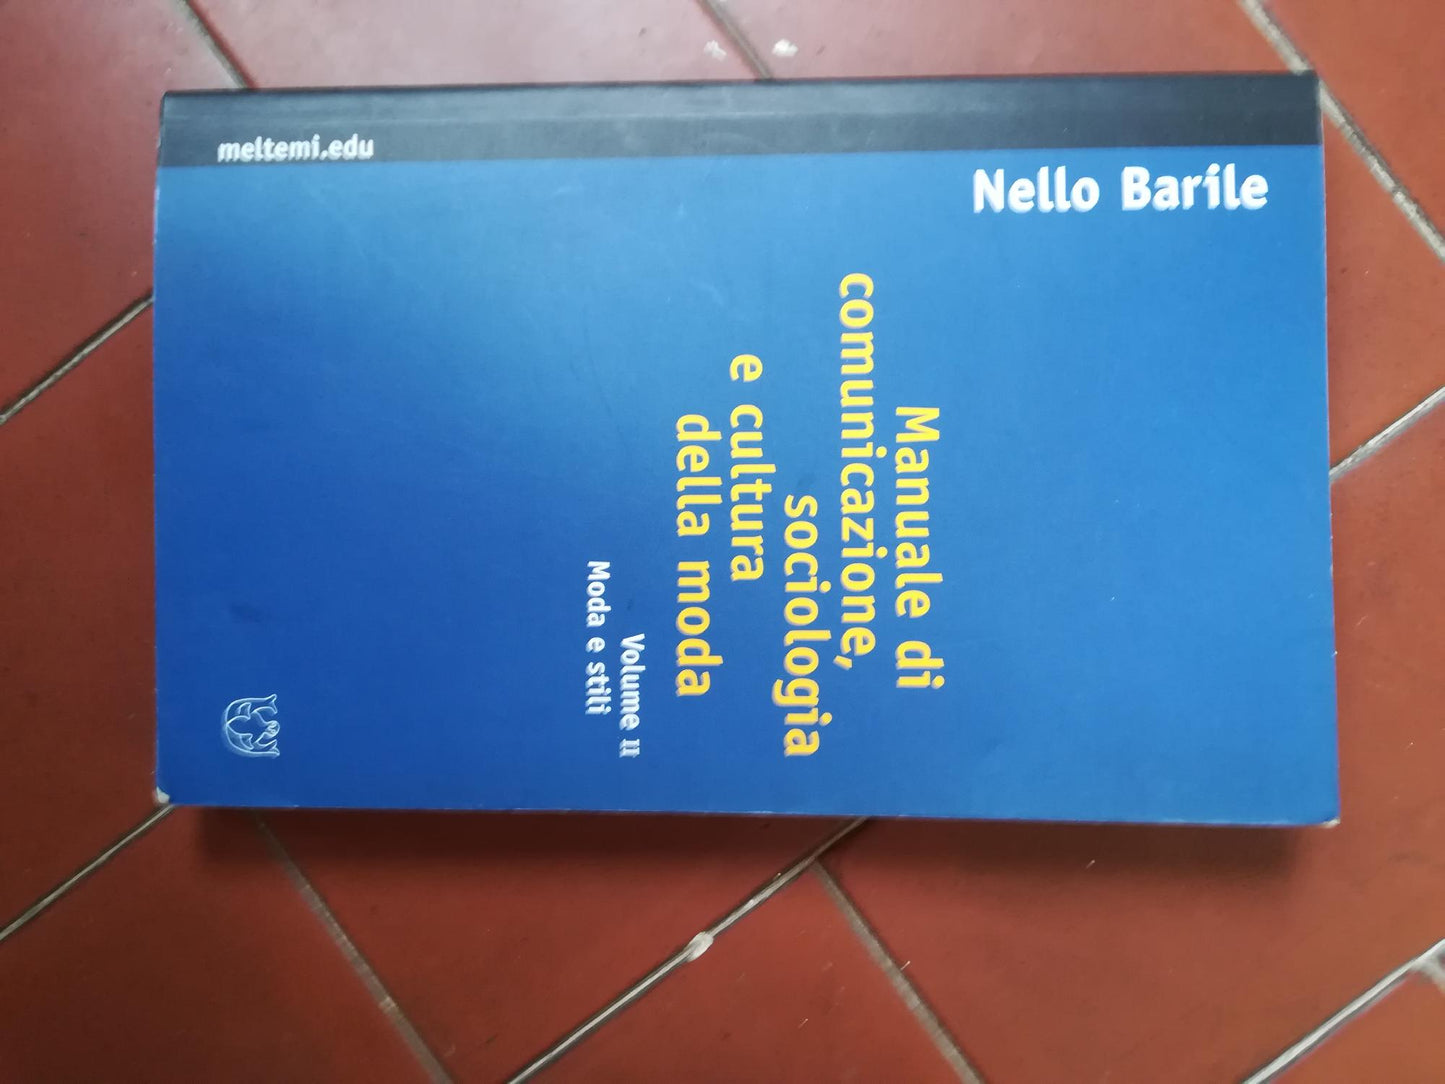 Nello Barile
Manuale di
comunicazione,
sociologia
e cultura
della moda
Volume II
Moda e stili
meltemi.edu